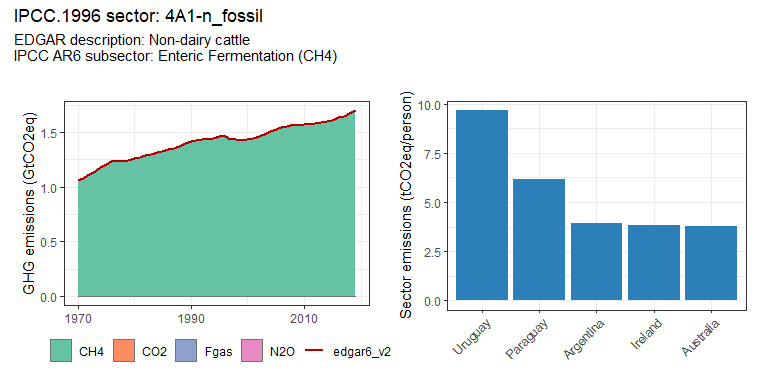 IPCC.1996 sector: 4A1-n_fossil
EDGAR description: Non-dairy cattle
IPCC AR6 subsector: Enteric Fermentation (CH4)
GHG emissions (GtCO2eq)
1.5
1.0
0.5
0.0
1970
1990
2010
CH4
CO2
Fgas
N2O
edgar6_v2
Sector emissions (tCO2eq/person)
10.0
7.5
5.0
2.5
0.0
Uruguay
Paraguay
Argentina
Ireland
Australia